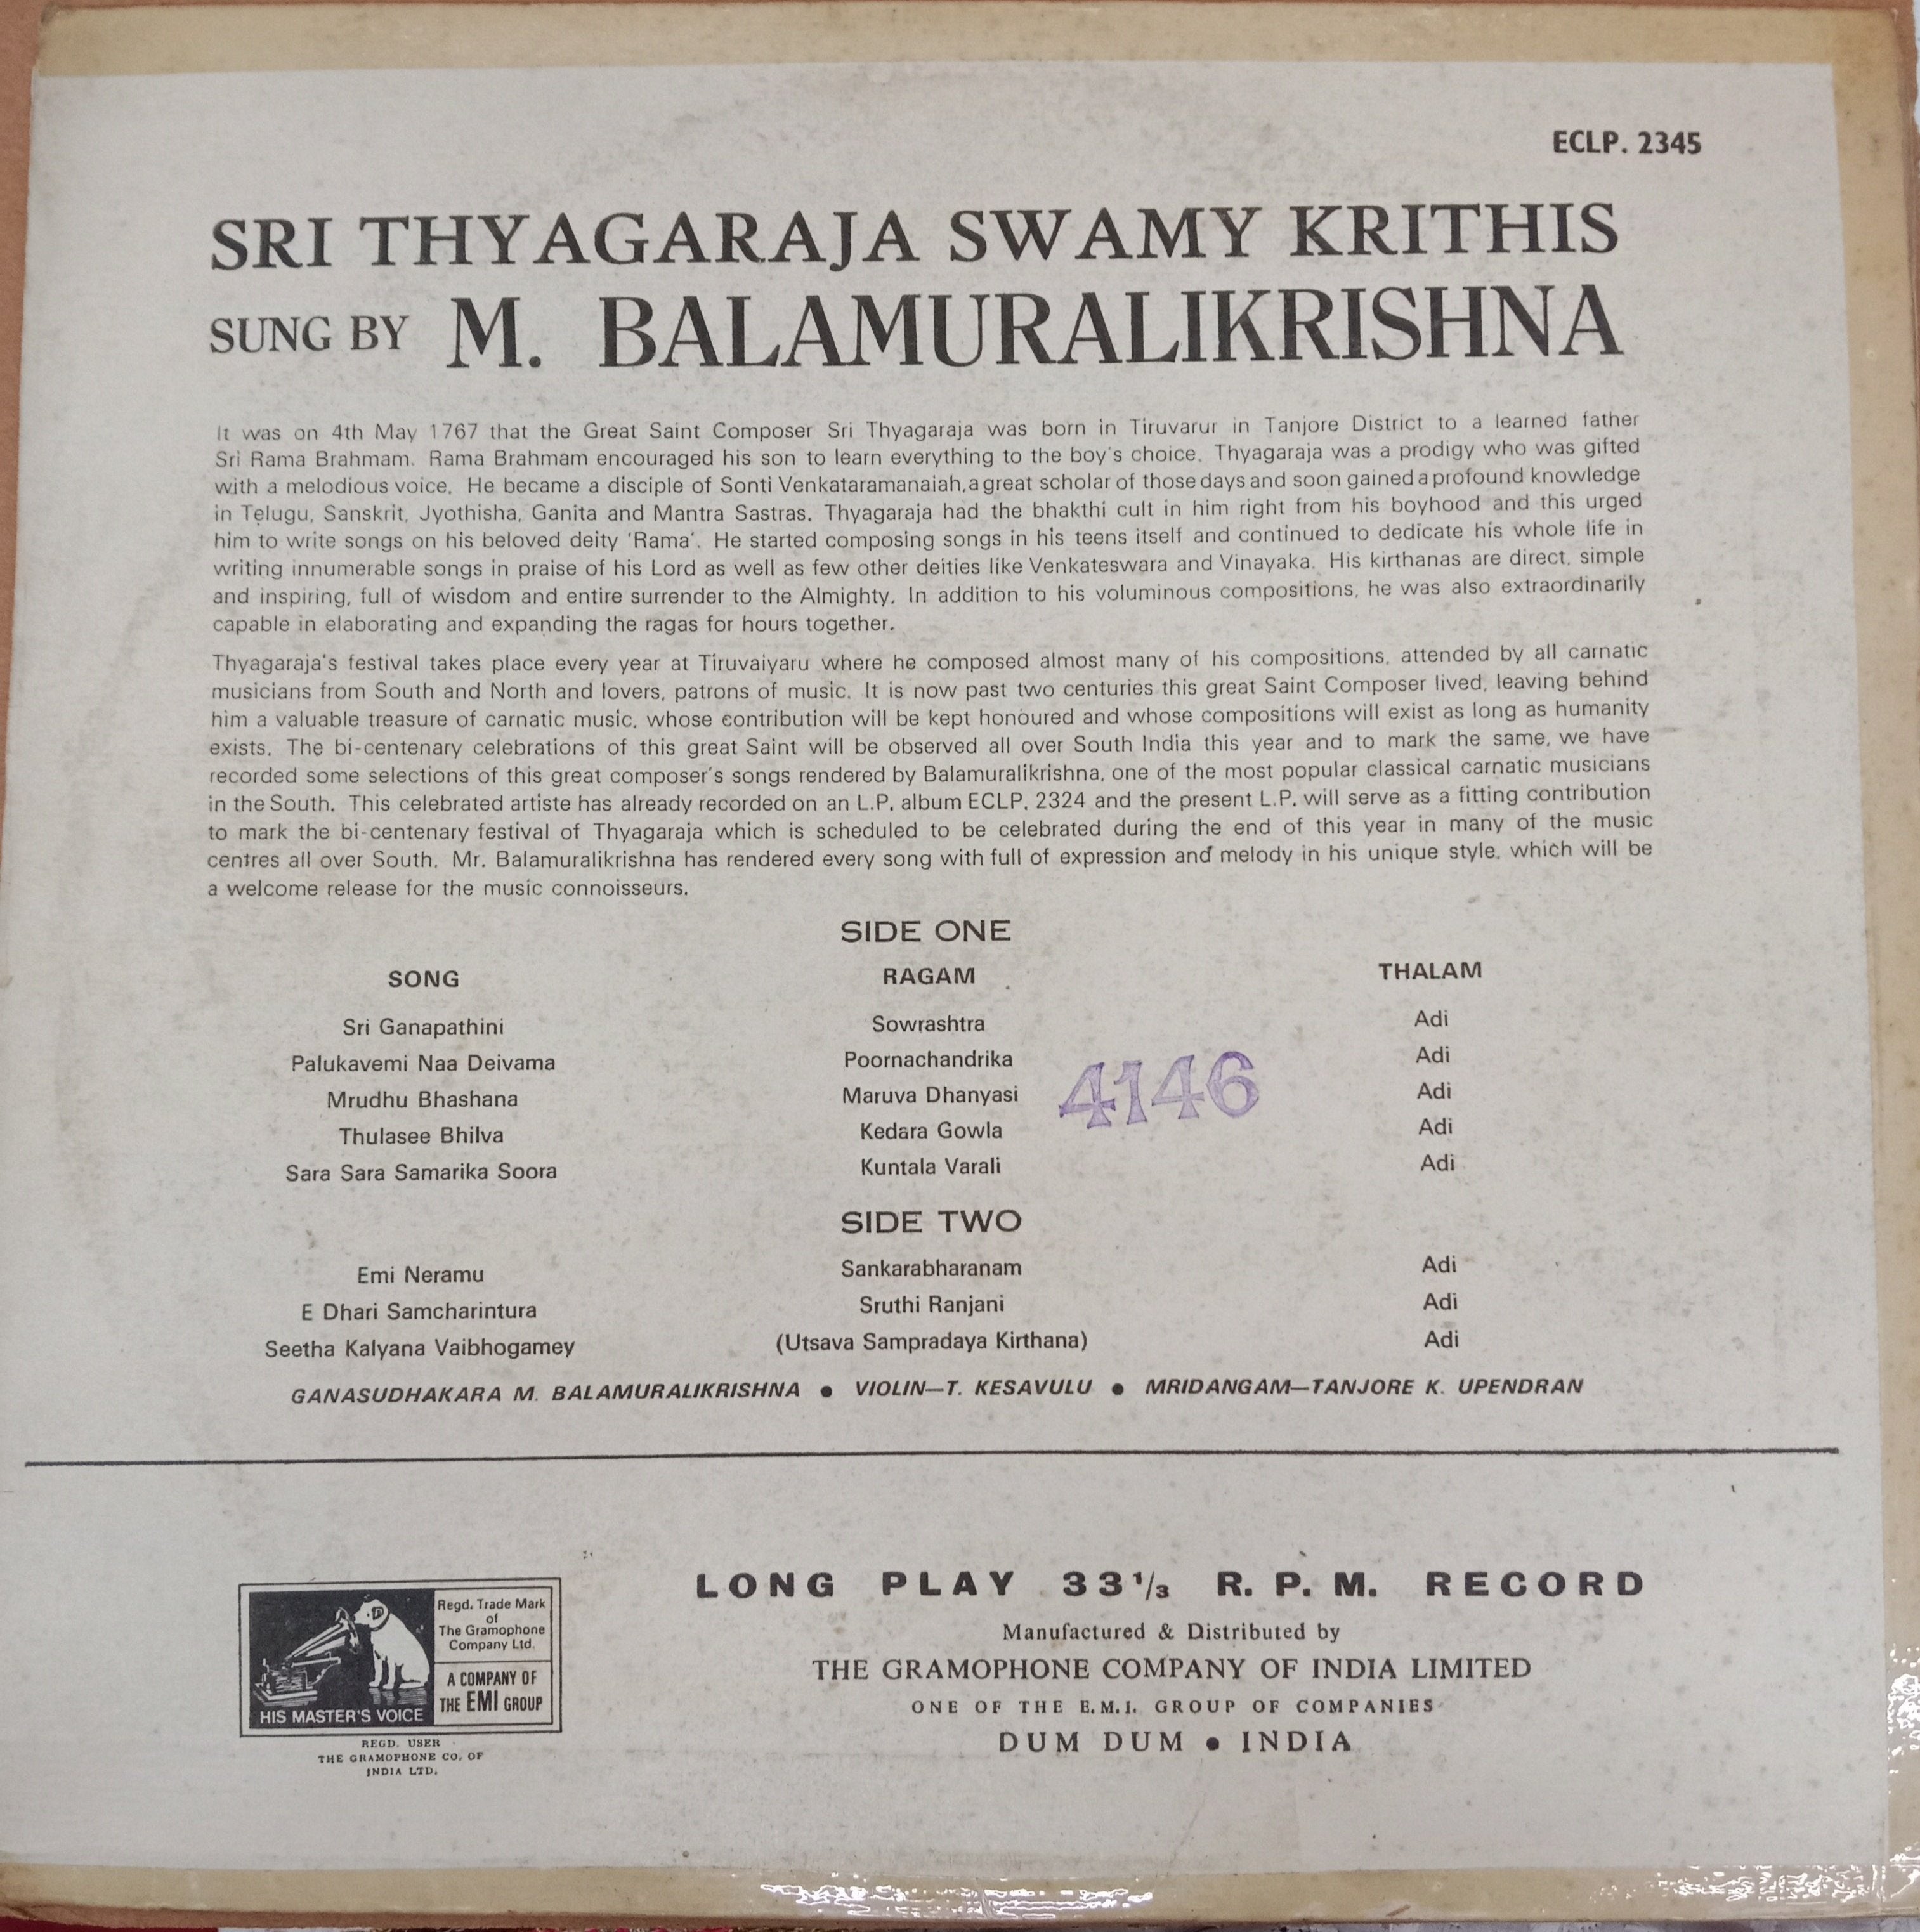 ECLP. 2345
SRI THYAGARAJA SWAMY KRITHIS
SUNG BY M. BALAMURALIKRISHNA
It was on 4th May 1767 that the Great Saint Composer Sri Thyagaraja was born in Tiruvarur in Tanjore District to a learned father
Sri Rama Brahmam. Rama Brahmam encouraged his son to learn everything to the boy's choice. Thyagaraja was a prodigy who was gifted
with a melodious voice. He became a disciple of Sonti Venkataramanaiah, a great scholar of those days and soon gained a profound knowledge
in Telugu, Sanskrit, Jyothisha, Ganita and Mantra Sastras. Thyagaraja had the bhakthi cult in him right from his boyhood and this urged
him to write songs on his beloved deity 'Rama'. He started composing songs in his teens itself and continued to dedicate his whole life in
writing innumerable songs in praise of his Lord as well as few other deities like Venkateswara and Vinayaka. His kirthanas are direct, simple
and inspiring, full of wisdom and entire surrender to the Almighty. In addition to his voluminous compositions, he was also extraordinarily
capable in elaborating and expanding the ragas for hours together.
Thyagaraja's festival takes place every year at Tiruvaiyaru where he composed almost many of his compositions, attended by all carnatic
musicians from South and North and lovers, patrons of music. It is now past two centuries this great Saint Composer lived, leaving behind
him a valuable treasure of carnatic music, whose contribution will be kept honoured and whose compositions will exist as long as humanity
exists. The bi-centenary celebrations of this great Saint will be observed all over South India this year and to mark the same, we have
recorded some selections of this great composer's songs rendered by Balamuralikrishna, one of the most popular classical carnatic musicians
in the South. This celebrated artiste has already recorded on an L.P. album ECLP. 2324 and the present L.P. will serve as a fitting contribution
to mark the bi-centenary festival of Thyagaraja which is scheduled to be celebrated during the end of this year in many of the music
centres all over South. Mr. Balamuralikrishna has rendered every song with full of expression and melody in his unique style, which will be
a welcome release for the music connoisseurs.
SIDE ONE
SONG RAGAM THALAM
Sri Ganapathini Sowrashtra Adi
Palukavemi Naa Deivama Poornachandrika Adi
Mrudhu Bhashana Maruva Dhanyasi Adi
4146
Thulasee Bhilva Kedara Gowla Adi
Sara Sara Samarika Soora Kuntala Varali Adi
SIDE TWO
Emi Neramu Sankarabharanam Adi
E Dhari Samcharintura Sruthi Ranjani Adi
Seetha Kalyana Vaibhogamey (Utsava Sampradaya Kirthana) Adi
GANASUDHAKARA M. BALAMURALIKRISHNA ● VIOLIN—T. KESAVULU ● MRIDANGAM—TANJORE K. UPENDRAN
Regd. Trade Mark
of
The Gramophone
Company Ltd.
A COMPANY OF
THE EMI GROUP
HIS MASTER'S VOICE
REGD. USER
THE GRAMOPHONE CO. OF
INDIA LTD.
LONG PLAY 33 1/3 R. P. M. RECORD
Manufactured & Distributed by
THE GRAMOPHONE COMPANY OF INDIA LIMITED
ONE OF THE E.M.I. GROUP OF COMPANIES
DUM DUM ● INDIA